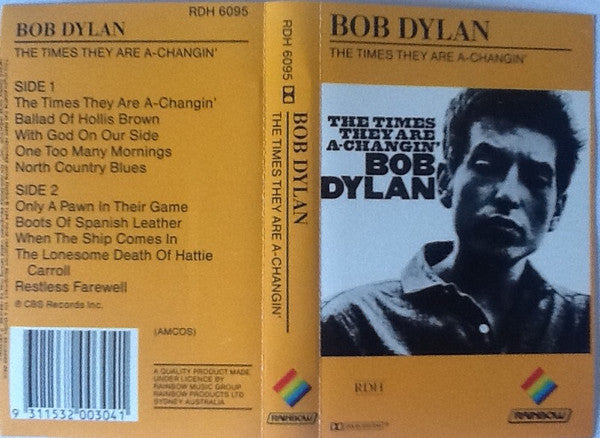 RDH 6095
BOB DYLAN
THE TIMES THEY ARE A-CHANGIN'
SIDE 1
The Times They Are A-Changin'
Ballad Of Hollis Brown
With God On Our Side
One Too Many Mornings
North Country Blues
SIDE 2
Only A Pawn In Their Game
Boots Of Spanish Leather
When The Ship Comes In
The Lonesome Death Of Hattie
Carroll
Restless Farewell
® CBS Records Inc.
(AMCOS)
9 311532 003041
A QUALITY PRODUCT MADE
UNDER LICENCE BY
RAINBOW MUSIC GROUP
RAINBOW PRODUCTS LTD
SYDNEY AUSTRALIA
RDH 6095
BOB DYLAN
THE TIMES THEY ARE A-CHANGIN'
RAINBOW
BOB DYLAN
THE TIMES THEY ARE A-CHANGIN'
THE TIMES
THEY ARE
A-CHANGIN'
BOB
DYLAN
RDH
RAINBOW